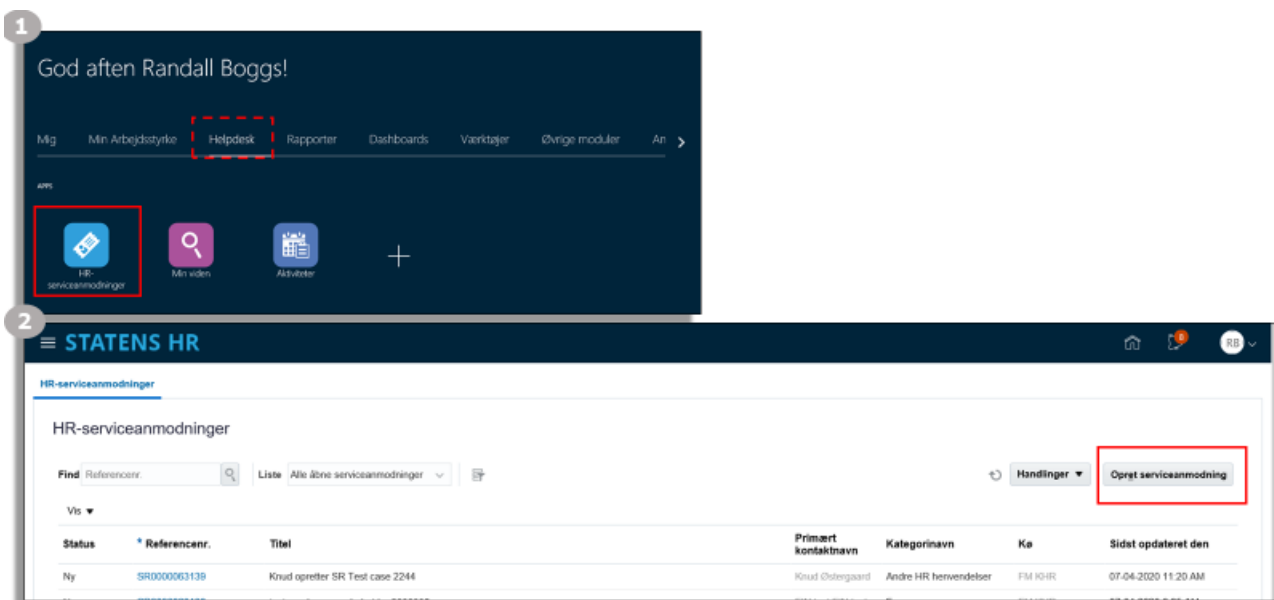 1
God aften Randall Boggs!
Mig Min Arbejdsstyrke Helpdesk Rapporter Dashboards Værktøjer Øvrige moduler An
APPS
HR-
serviceanmodninger
Min viden
Aktiviteter
2
STATENS HR
RB
HR-serviceanmodninger
HR-serviceanmodninger
Find Referencenr. Liste Alle åbne serviceanmodninger Handlinger Opret serviceanmodning
Vis
Status * Referencenr. Titel Primært kontaktnavn Kategorinavn Kø Sidst opdateret den
Ny SR0000063139 Knud opretter SR Test case 2244 Knud Østergaard Andre HR henvendelser FM KHR 07-04-2020 11:20 AM